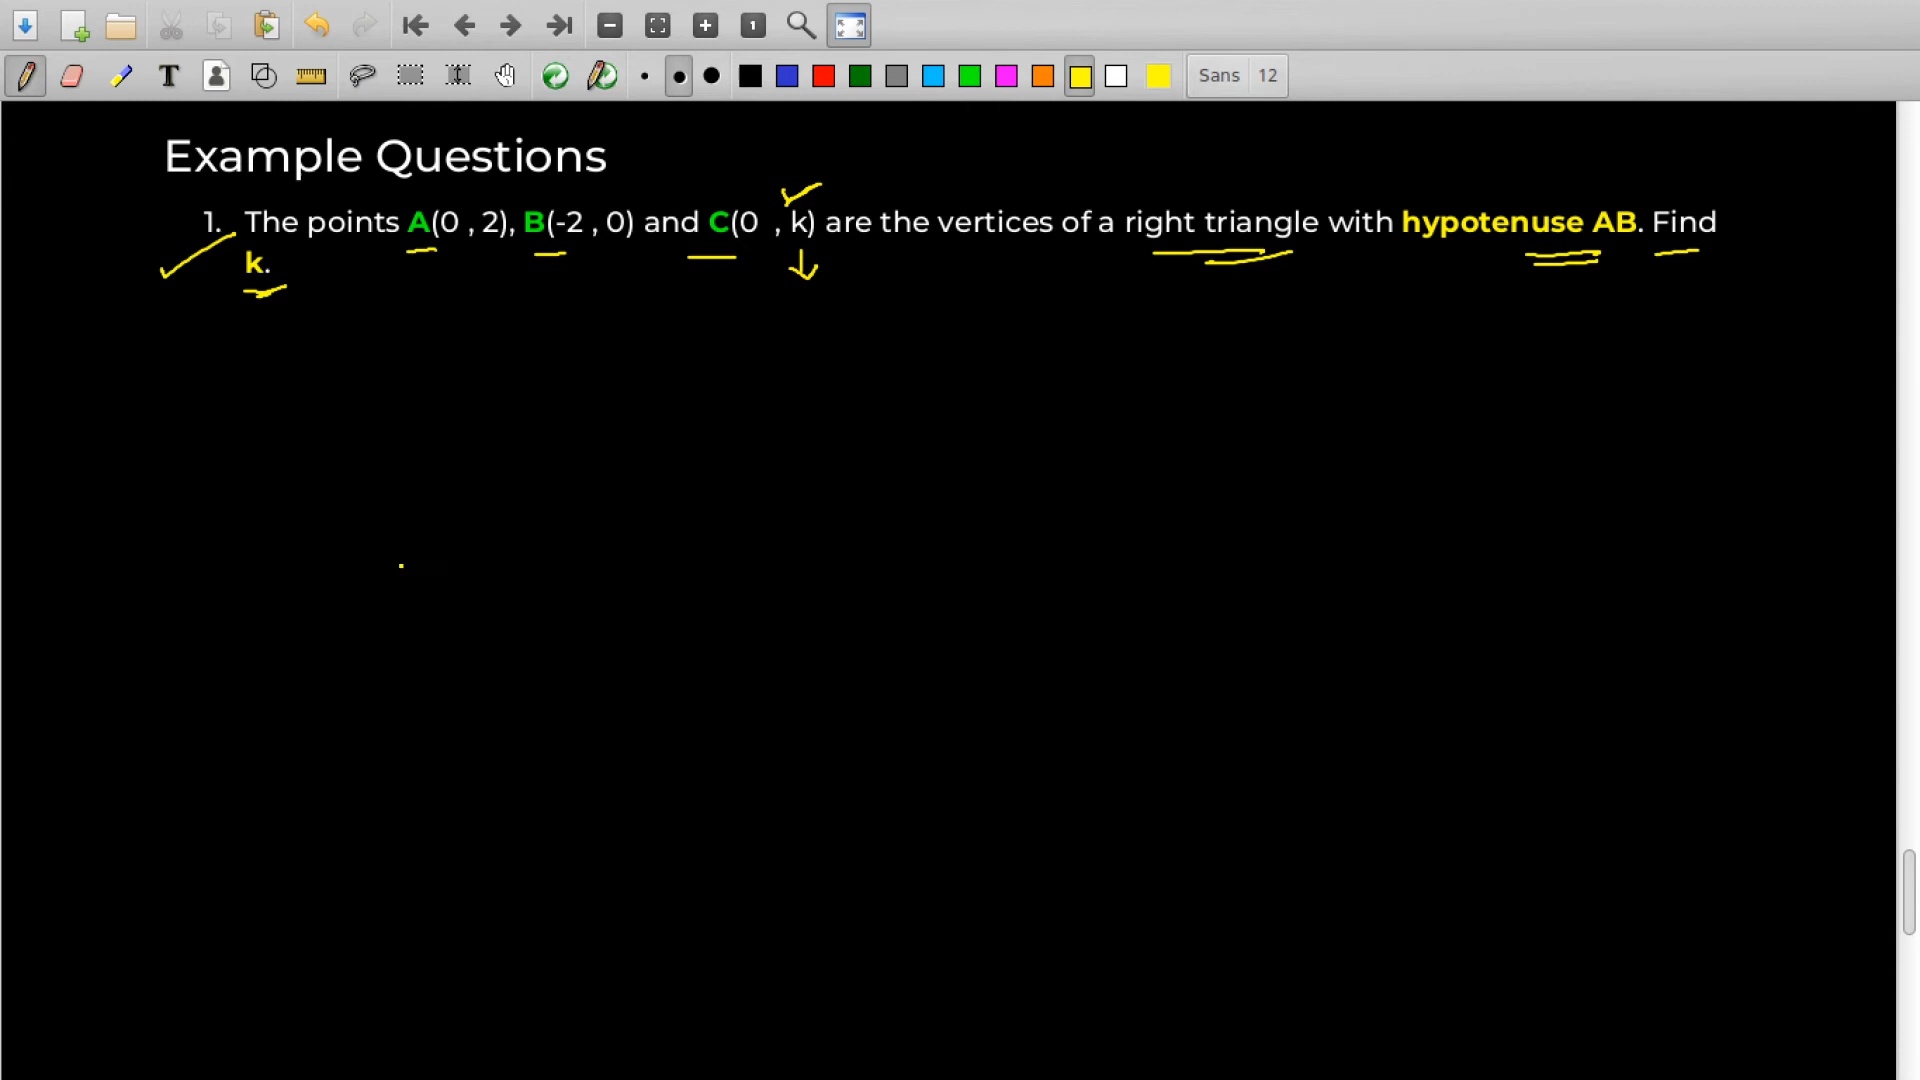 T
1
Sans 12
Example Questions
1. The points A(0 , 2), B(-2 , 0) and C(0 , k) are the vertices of a right triangle with hypotenuse AB. Find
k.